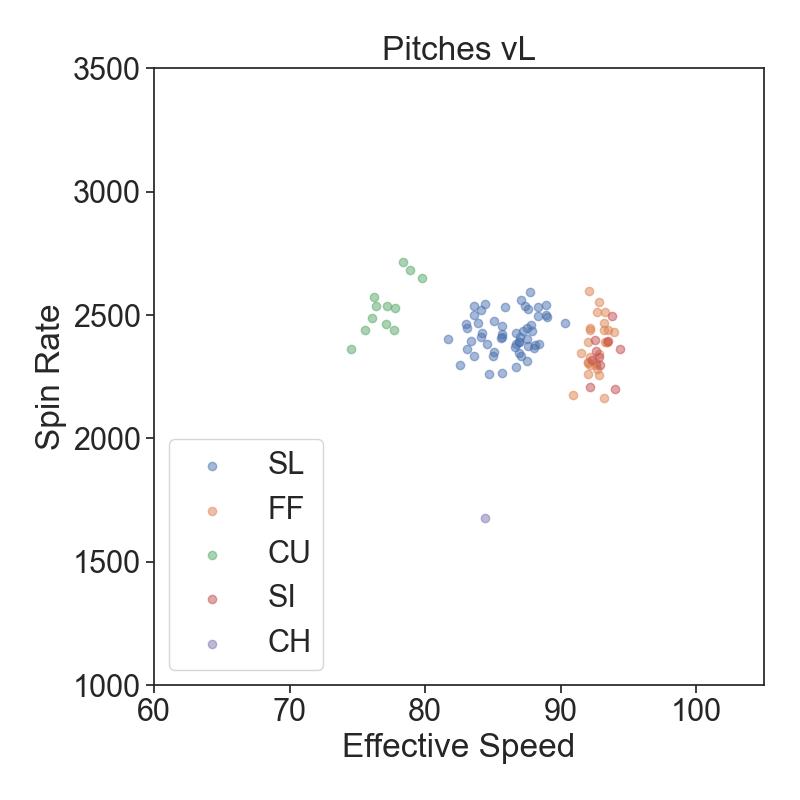 Pitches vL
3500
3000
2500
2000
1500
1000
Spin Rate
SL
FF
CU
SI
CH
60 70 80 90 100
Effective Speed